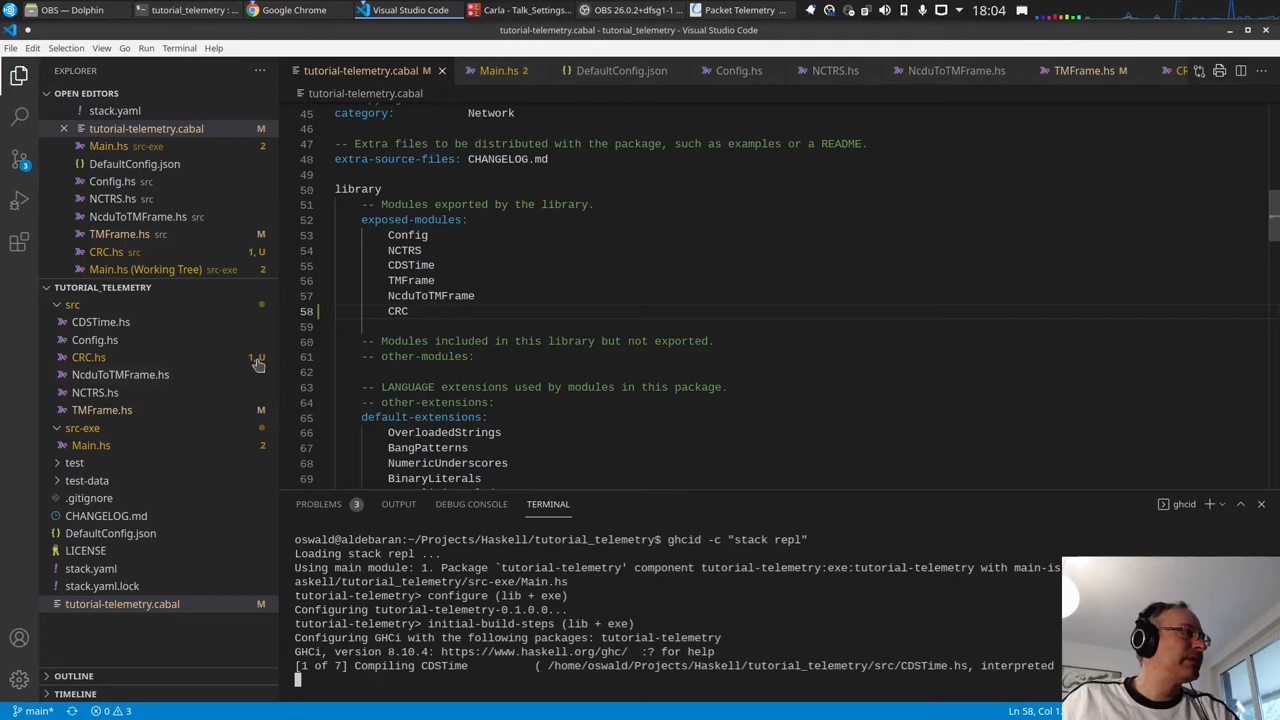 OBS — Dolphin
tutorial_telemetry :
Google Chrome
Visual Studio Code
Carla - Talk_Settings...
OBS 26.0.2+dfsg1-1
Packet Telemetry ...
18:04
tutorial-telemetry.cabal - tutorial_telemetry - Visual Studio Code
File Edit Selection View Go Run Terminal Help
EXPLORER
tutorial-telemetry.cabal M
Main.hs 2
DefaultConfig.json
Config.hs
NCTRS.hs
NcduToTMFrame.hs
TMFrame.hs M
OPEN EDITORS
stack.yaml
tutorial-telemetry.cabal M
Main.hs src-exe 2
DefaultConfig.json
Config.hs src
NCTRS.hs src
NcduToTMFrame.hs src
TMFrame.hs src M
CRC.hs src 1, U
Main.hs (Working Tree) src-exe 2
TUTORIAL_TELEMETRY
src
CDSTime.hs
Config.hs
CRC.hs 1, U
NcduToTMFrame.hs
NCTRS.hs
TMFrame.hs M
src-exe
Main.hs 2
test
test-data
.gitignore
CHANGELOG.md
DefaultConfig.json
LICENSE
stack.yaml
stack.yaml.lock
tutorial-telemetry.cabal M
OUTLINE
TIMELINE
tutorial-telemetry.cabal
45 category: Network
46
47 -- Extra files to be distributed with the package, such as examples or a README.
48 extra-source-files: CHANGELOG.md
49
50 library
51 -- Modules exported by the library.
52 exposed-modules:
53 Config
54 NCTRS
55 CDSTime
56 TMFrame
57 NcduToTMFrame
58 CRC
59
60 -- Modules included in this library but not exported.
61 -- other-modules:
62
63 -- LANGUAGE extensions used by modules in this package.
64 -- other-extensions:
65 default-extensions:
66 OverloadedStrings
67 BangPatterns
68 NumericUnderscores
69 BinaryLiterals
PROBLEMS 3 OUTPUT DEBUG CONSOLE TERMINAL
ghcid
oswald@aldebaran:~/Projects/Haskell/tutorial_telemetry$ ghcid -c "stack repl"
Loading stack repl ...
Using main module: 1. Package `tutorial-telemetry' component tutorial-telemetry:exe:tutorial-telemetry with main-is
askell/tutorial_telemetry/src-exe/Main.hs
tutorial-telemetry> configure (lib + exe)
Configuring tutorial-telemetry-0.1.0.0...
tutorial-telemetry> initial-build-steps (lib + exe)
Configuring GHCi with the following packages: tutorial-telemetry
GHCi, version 8.10.4: https://www.haskell.org/ghc/ :? for help
[1 of 7] Compiling CDSTime ( /home/oswald/Projects/Haskell/tutorial_telemetry/src/CDSTime.hs, interpreted
main* 0 3
Ln 58, Col 1